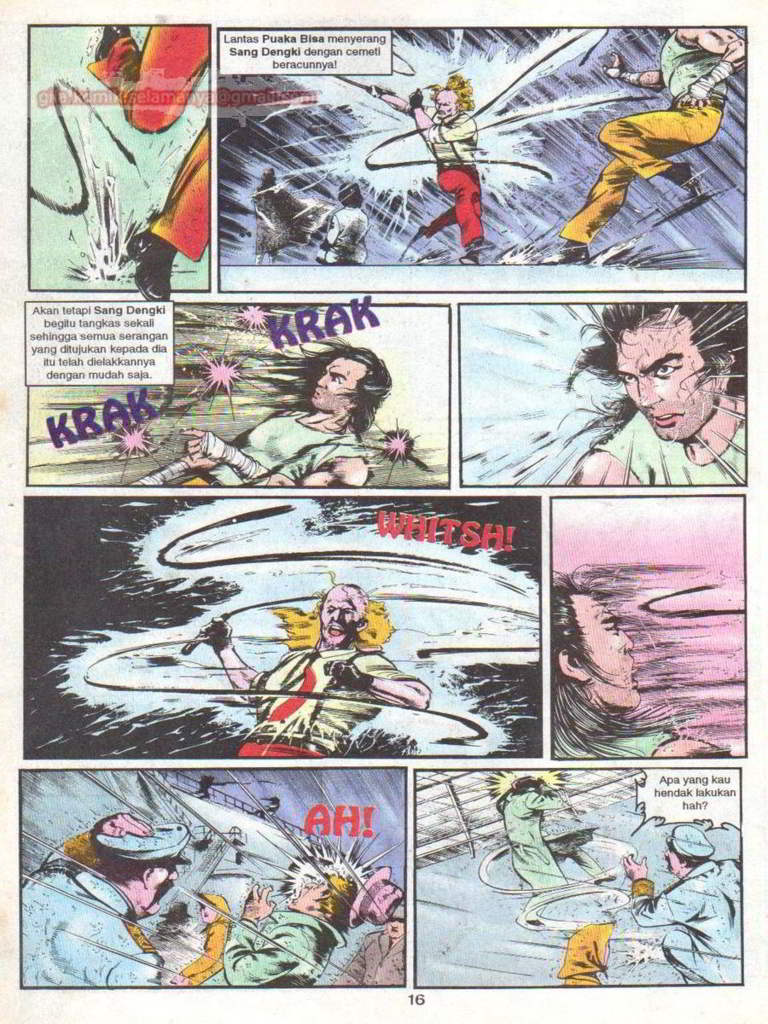 Lantas Puaka Bisa menyerang
Sang Dengki dengan cemeti
beracunnya!
Akan tetapi Sang Dengki
begitu tangkas sekali
sehingga semua serangan
yang ditujukan kepada dia
itu telah dielakkannya
dengan mudah saja.
KRAK
KRAK
WHITSH!
AH!
Apa yang kau
hendak lakukan
hah?
16